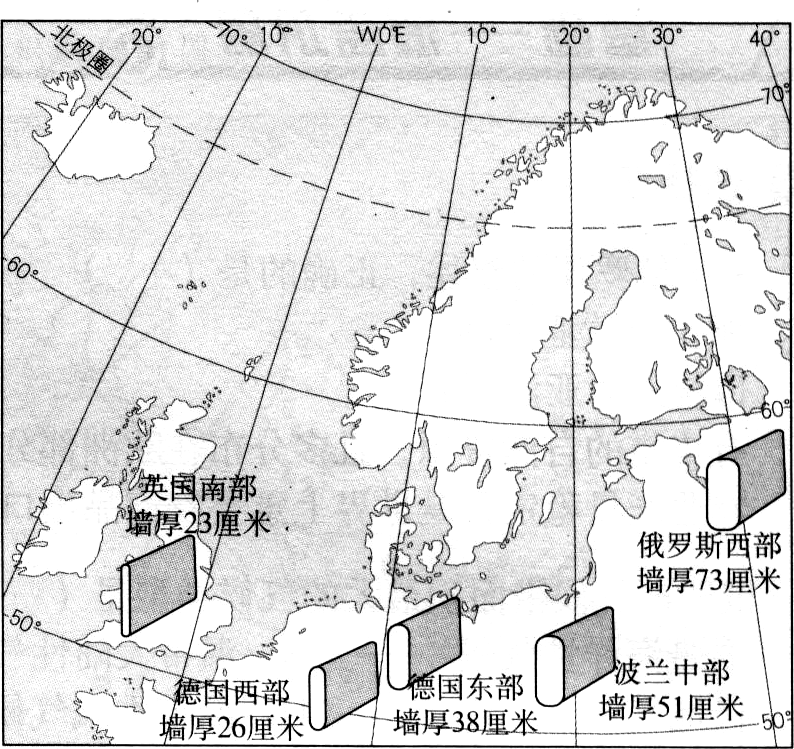 北极圈
20°
70°
10°
W0°E
10°
20°
30°
40°
70°
60°
60°
英国南部
墙厚23厘米
俄罗斯西部
墙厚73厘米
50°
德国西部
墙厚26厘米
德国东部
墙厚38厘米
波兰中部
墙厚51厘米
50°